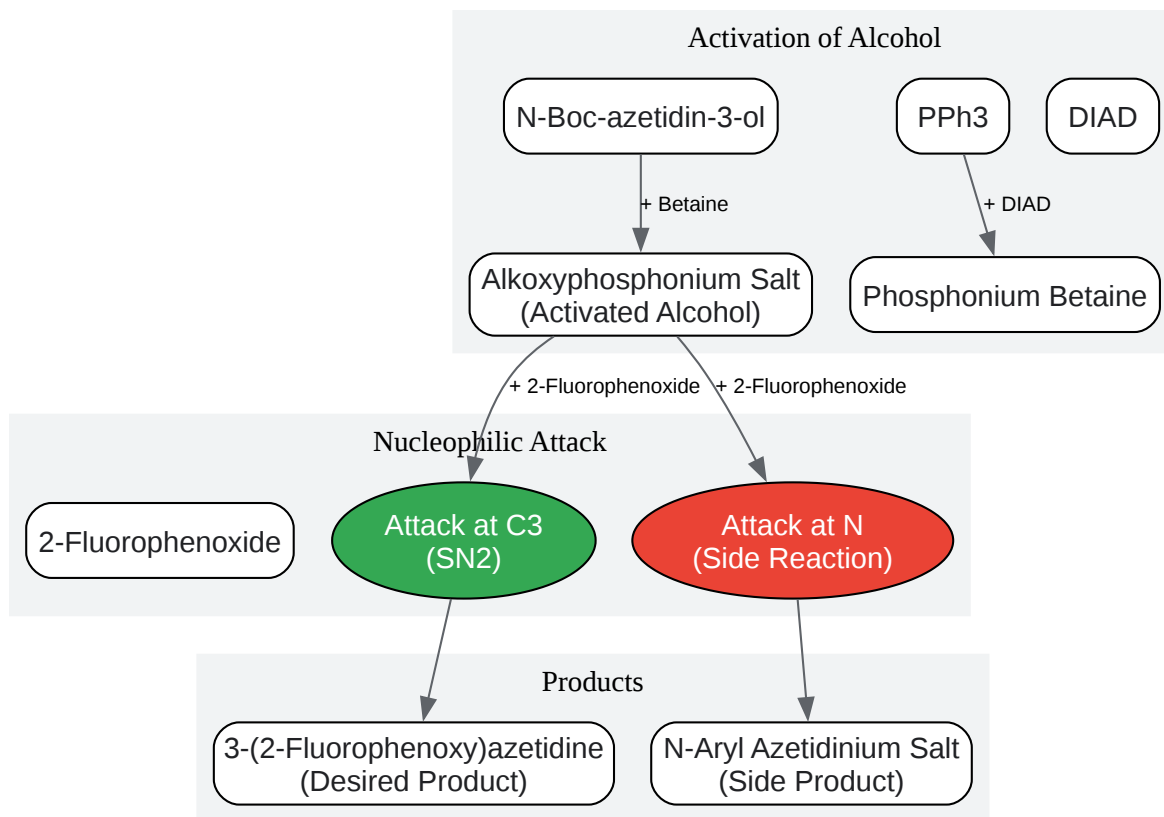 Activation of Alcohol
N-Boc-azetidin-3-ol
PPh3
DIAD
+ Betaine
+ DIAD
Alkoxyphosphonium Salt
(Activated Alcohol)
Phosphonium Betaine
+ 2-Fluorophenoxide
+ 2-Fluorophenoxide
Nucleophilic Attack
2-Fluorophenoxide
Attack at C3
(SN2)
Attack at N
(Side Reaction)
Products
3-(2-Fluorophenoxy)azetidine
(Desired Product)
N-Aryl Azetidinium Salt
(Side Product)